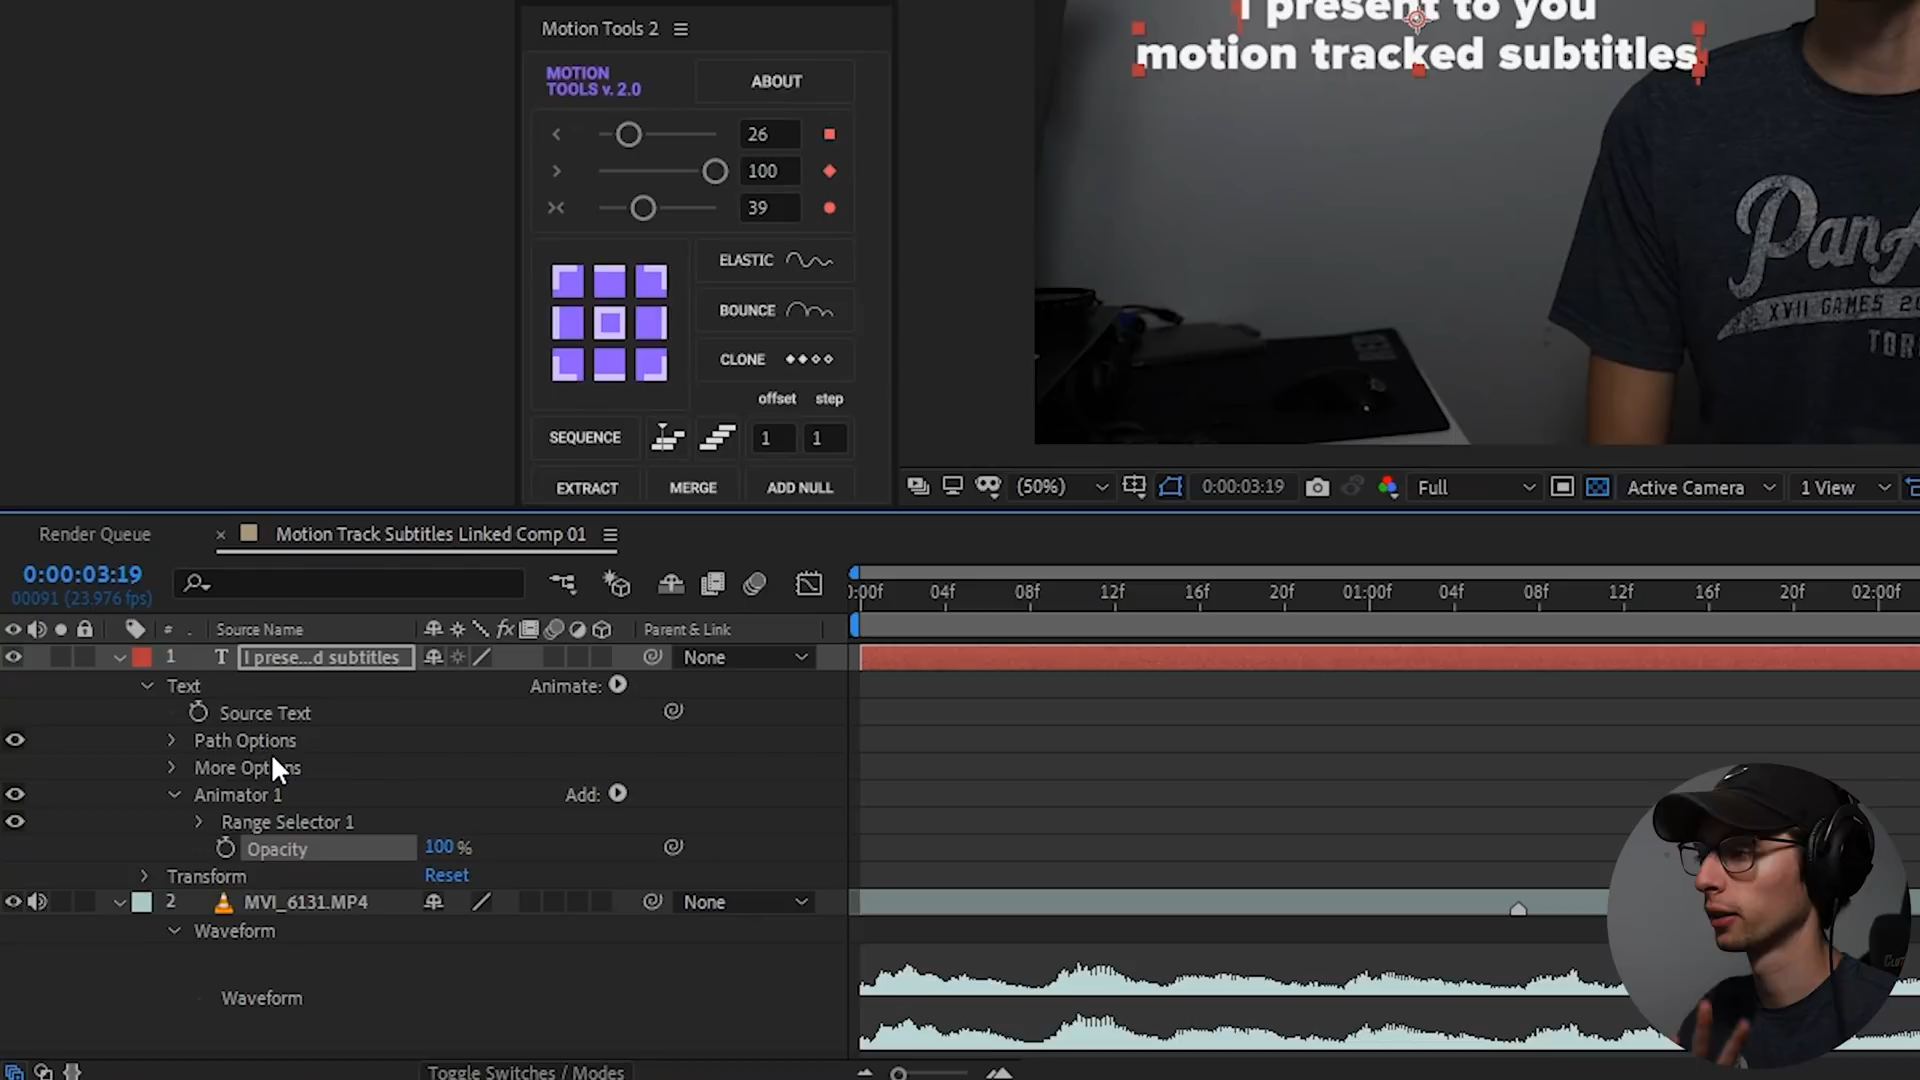 I present to you
motion tracked subtitles
Motion Tools 2
MOTION
TOOLS v. 2.0
ABOUT
26
100
39
ELASTIC
BOUNCE
CLONE
offset step
SEQUENCE
1 1
EXTRACT MERGE ADD NULL
XVII GAMES
(50%) 0:00:03:19 Full Active Camera 1 View
Render Queue
× Motion Track Subtitles Linked Comp 01
0:00:03:19
00091 (23.976 fps)
:00f 04f 08f 12f 16f 20f 01:00f 04f 08f 12f 16f 20f 02:00f
# . Source Name fx Parent & Link
1 T I prese...d subtitles None
Text Animate:
Source Text
Path Options
More Options
Animator 1 Add:
Range Selector 1
Opacity 100 %
Transform Reset
2 MVI_6131.MP4 None
Waveform
Waveform
Toggle Switches / Modes